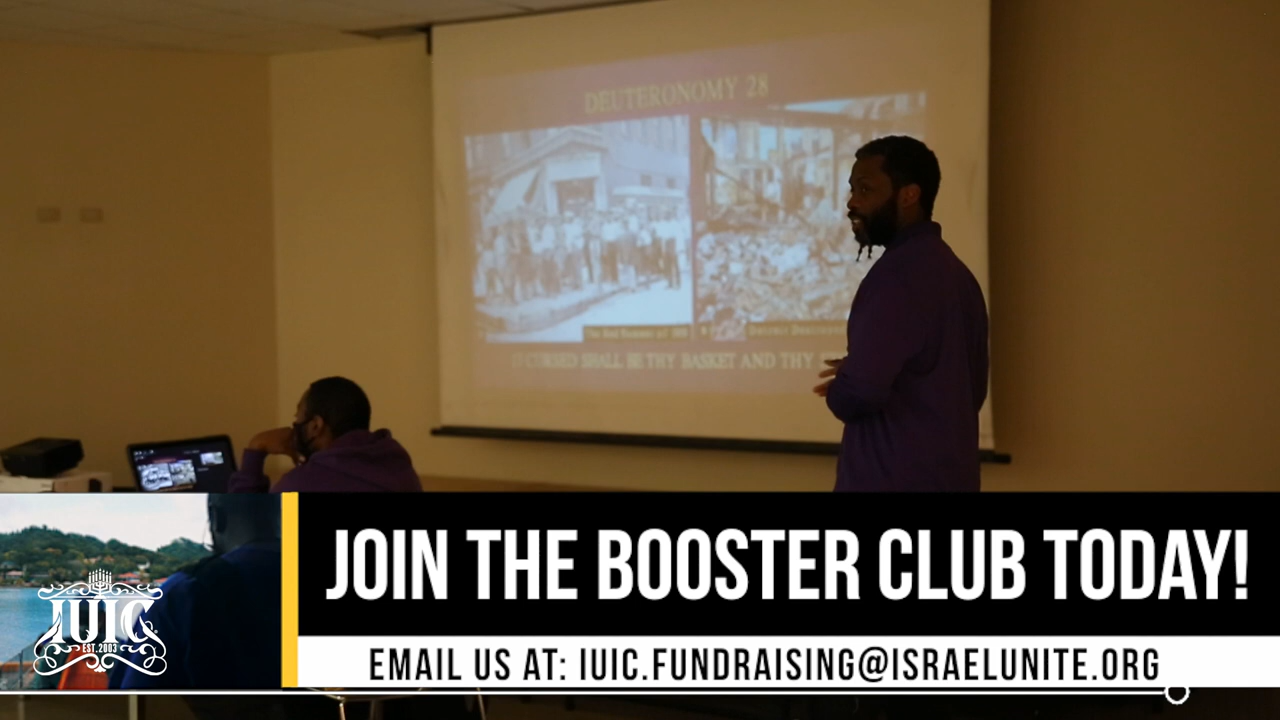 DEUTERONOMY 28
CURSED SHALL BE THY BASKET AND THY
JOIN THE BOOSTER CLUB TODAY!
IUIC
EST. 2003
EMAIL US AT: IUIC.FUNDRAISING@ISRAELUNITE.ORG